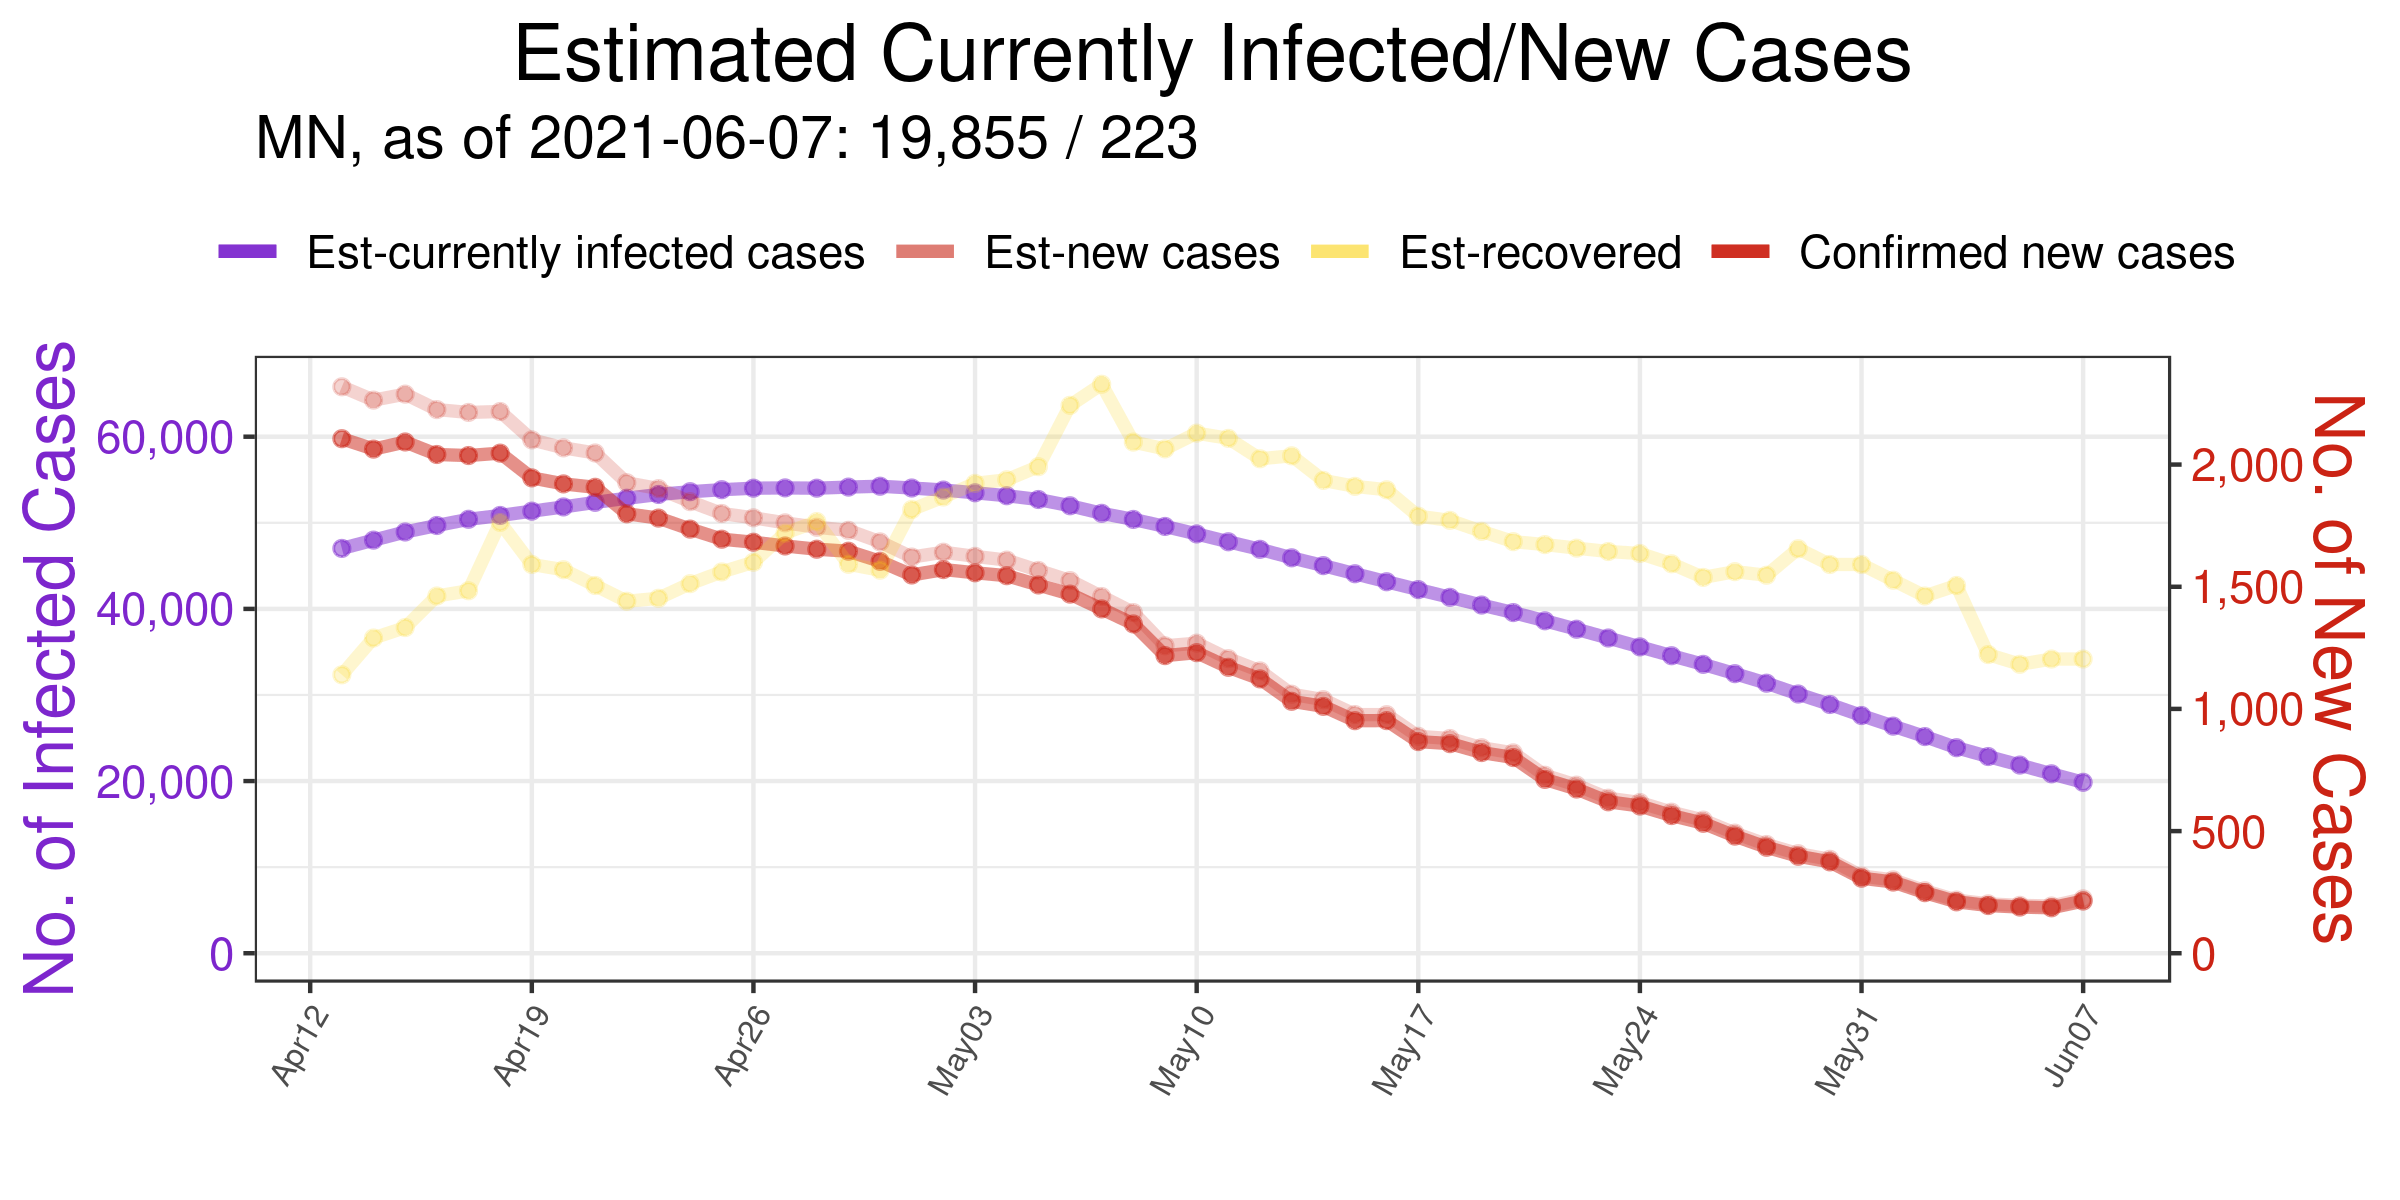 Estimated Currently Infected/New Cases
MN, as of 2021-06-07: 19,855 / 223
Est-currently infected cases Est-new cases Est-recovered Confirmed new cases
No. of Infected Cases
60,000
40,000
20,000
0
No. of New Cases
2,000
1,500
1,000
500
0
Apr12 Apr19 Apr26 May03 May10 May17 May24 May31 Jun07